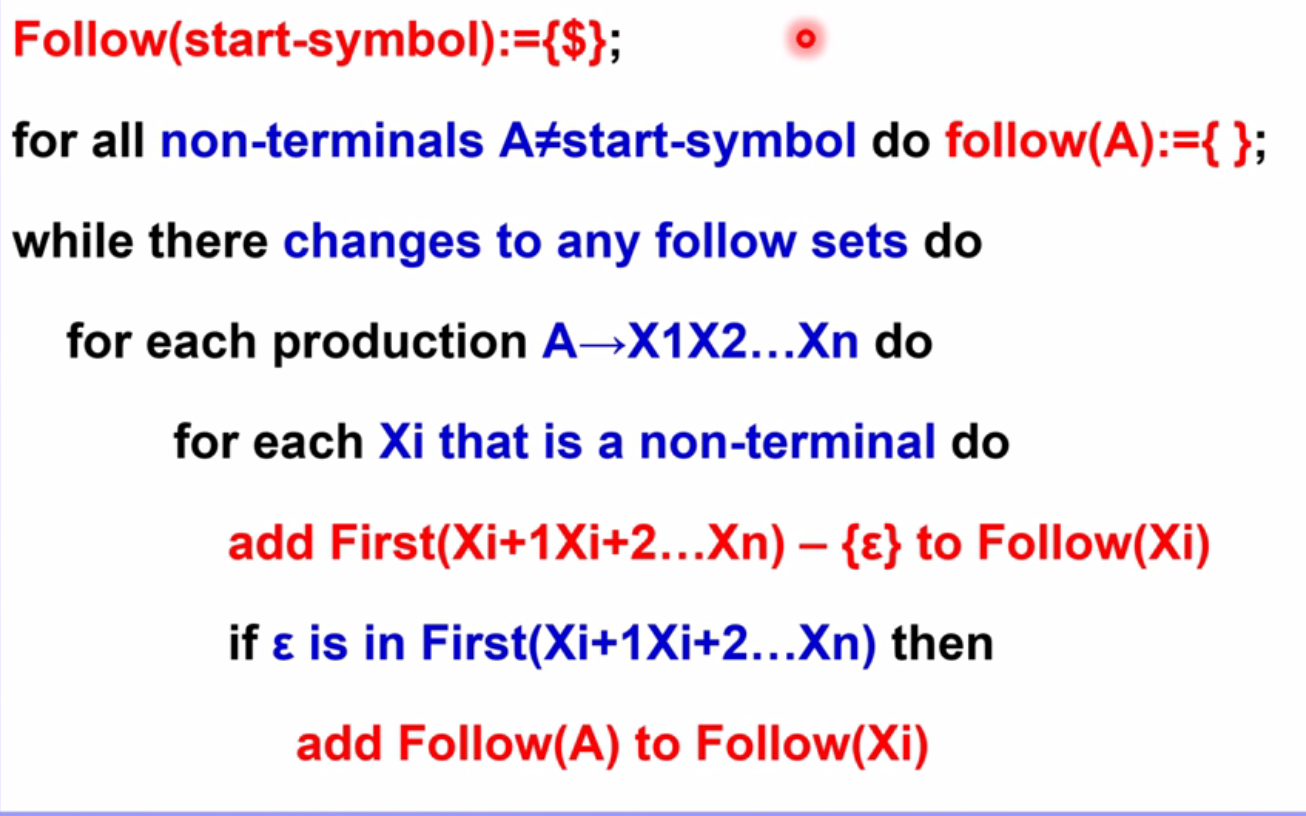 Follow(start-symbol):={$};
for all non-terminals A≠start-symbol do follow(A):={ };
while there changes to any follow sets do
for each production A→X1X2…Xn do
for each Xi that is a non-terminal do
add First(Xi+1Xi+2…Xn) – {ε} to Follow(Xi)
if ε is in First(Xi+1Xi+2…Xn) then
add Follow(A) to Follow(Xi)